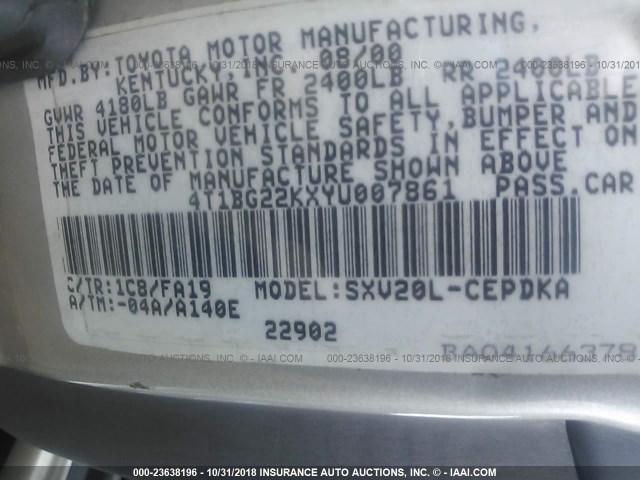 MFD.BY:TOYOTA MOTOR MANUFACTURING,
KENTUCKY, INC. 08/00
GVWR 4180LB GAWR FR 2400LB RR 2400LB
THIS VEHICLE CONFORMS TO ALL APPLICABLE
FEDERAL MOTOR VEHICLE SAFETY,BUMPER AND
THEFT PREVENTION STANDARDS IN EFFECT ON
THE DATE OF MANUFACTURE SHOWN ABOVE
4T1BG22KXYU007861 PASS.CAR
C/TR:1C8/FA19 MODEL:SXV20L-CEPDKA
A/TM:-04A/A140E
22902
BA04166378
000-23638196 - 10/31/2018 INSURANCE AUTO AUCTIONS, INC. - IAAI.COM